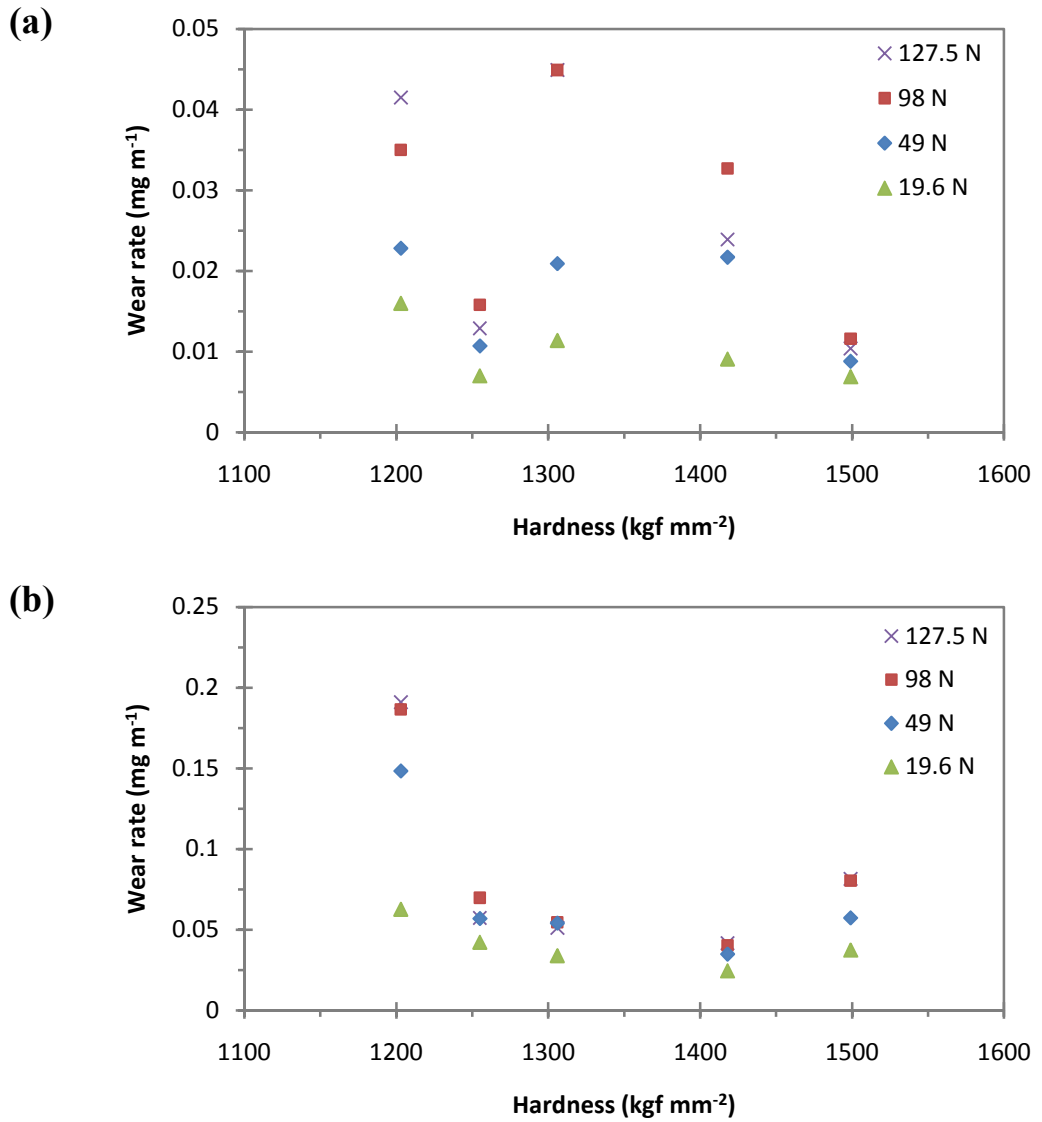 (a)
0.05
0.04
0.03
0.02
0.01
0
Wear rate (mg m⁻¹)
127.5 N
98 N
49 N
19.6 N
1100 1200 1300 1400 1500 1600
Hardness (kgf mm⁻²)
(b)
0.25
0.2
0.15
0.1
0.05
0
Wear rate (mg m⁻¹)
127.5 N
98 N
49 N
19.6 N
1100 1200 1300 1400 1500 1600
Hardness (kgf mm⁻²)